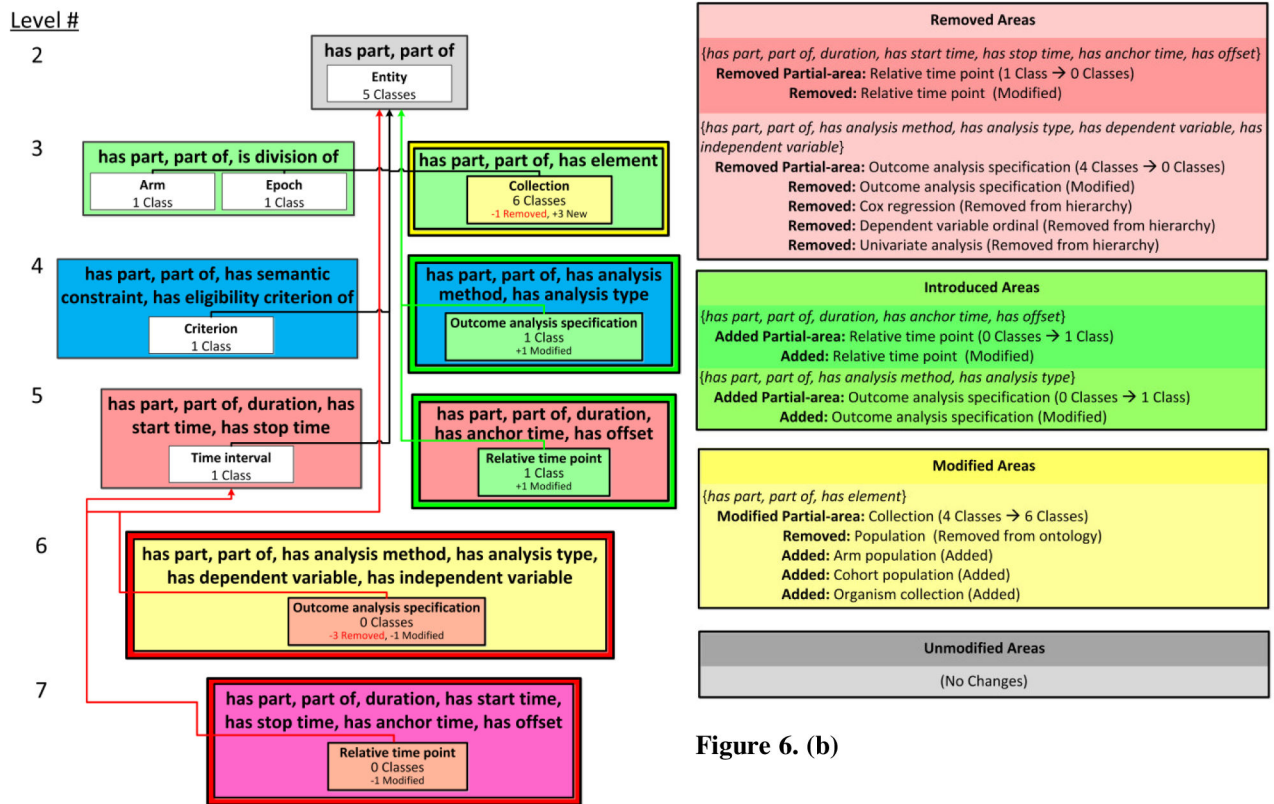 Level #
2
has part, part of
Entity
5 Classes
3
has part, part of, is division of
Arm
1 Class
Epoch
1 Class
has part, part of, has element
Collection
6 Classes
-1 Removed, +3 New
4
has part, part of, has semantic
constraint, has eligibility criterion of
Criterion
1 Class
has part, part of, has analysis
method, has analysis type
Outcome analysis specification
1 Class
+1 Modified
5
has part, part of, duration, has
start time, has stop time
Time interval
1 Class
has part, part of, duration,
has anchor time, has offset
Relative time point
1 Class
+1 Modified
6
has part, part of, has analysis method, has analysis type,
has dependent variable, has independent variable
Outcome analysis specification
0 Classes
-3 Removed, -1 Modified
7
has part, part of, duration, has start time,
has stop time, has anchor time, has offset
Relative time point
0 Classes
-1 Modified
Removed Areas
{has part, part of, duration, has start time, has stop time, has anchor time, has offset}
Removed Partial-area: Relative time point (1 Class → 0 Classes)
Removed: Relative time point (Modified)
{has part, part of, has analysis method, has analysis type, has dependent variable, has
independent variable}
Removed Partial-area: Outcome analysis specification (4 Classes → 0 Classes)
Removed: Outcome analysis specification (Modified)
Removed: Cox regression (Removed from hierarchy)
Removed: Dependent variable ordinal (Removed from hierarchy)
Removed: Univariate analysis (Removed from hierarchy)
Introduced Areas
{has part, part of, duration, has anchor time, has offset}
Added Partial-area: Relative time point (0 Classes → 1 Class)
Added: Relative time point (Modified)
{has part, part of, has analysis method, has analysis type}
Added Partial-area: Outcome analysis specification (0 Classes → 1 Class)
Added: Outcome analysis specification (Modified)
Modified Areas
{has part, part of, has element}
Modified Partial-area: Collection (4 Classes → 6 Classes)
Removed: Population (Removed from ontology)
Added: Arm population (Added)
Added: Cohort population (Added)
Added: Organism collection (Added)
Unmodified Areas
(No Changes)
Figure 6. (b)